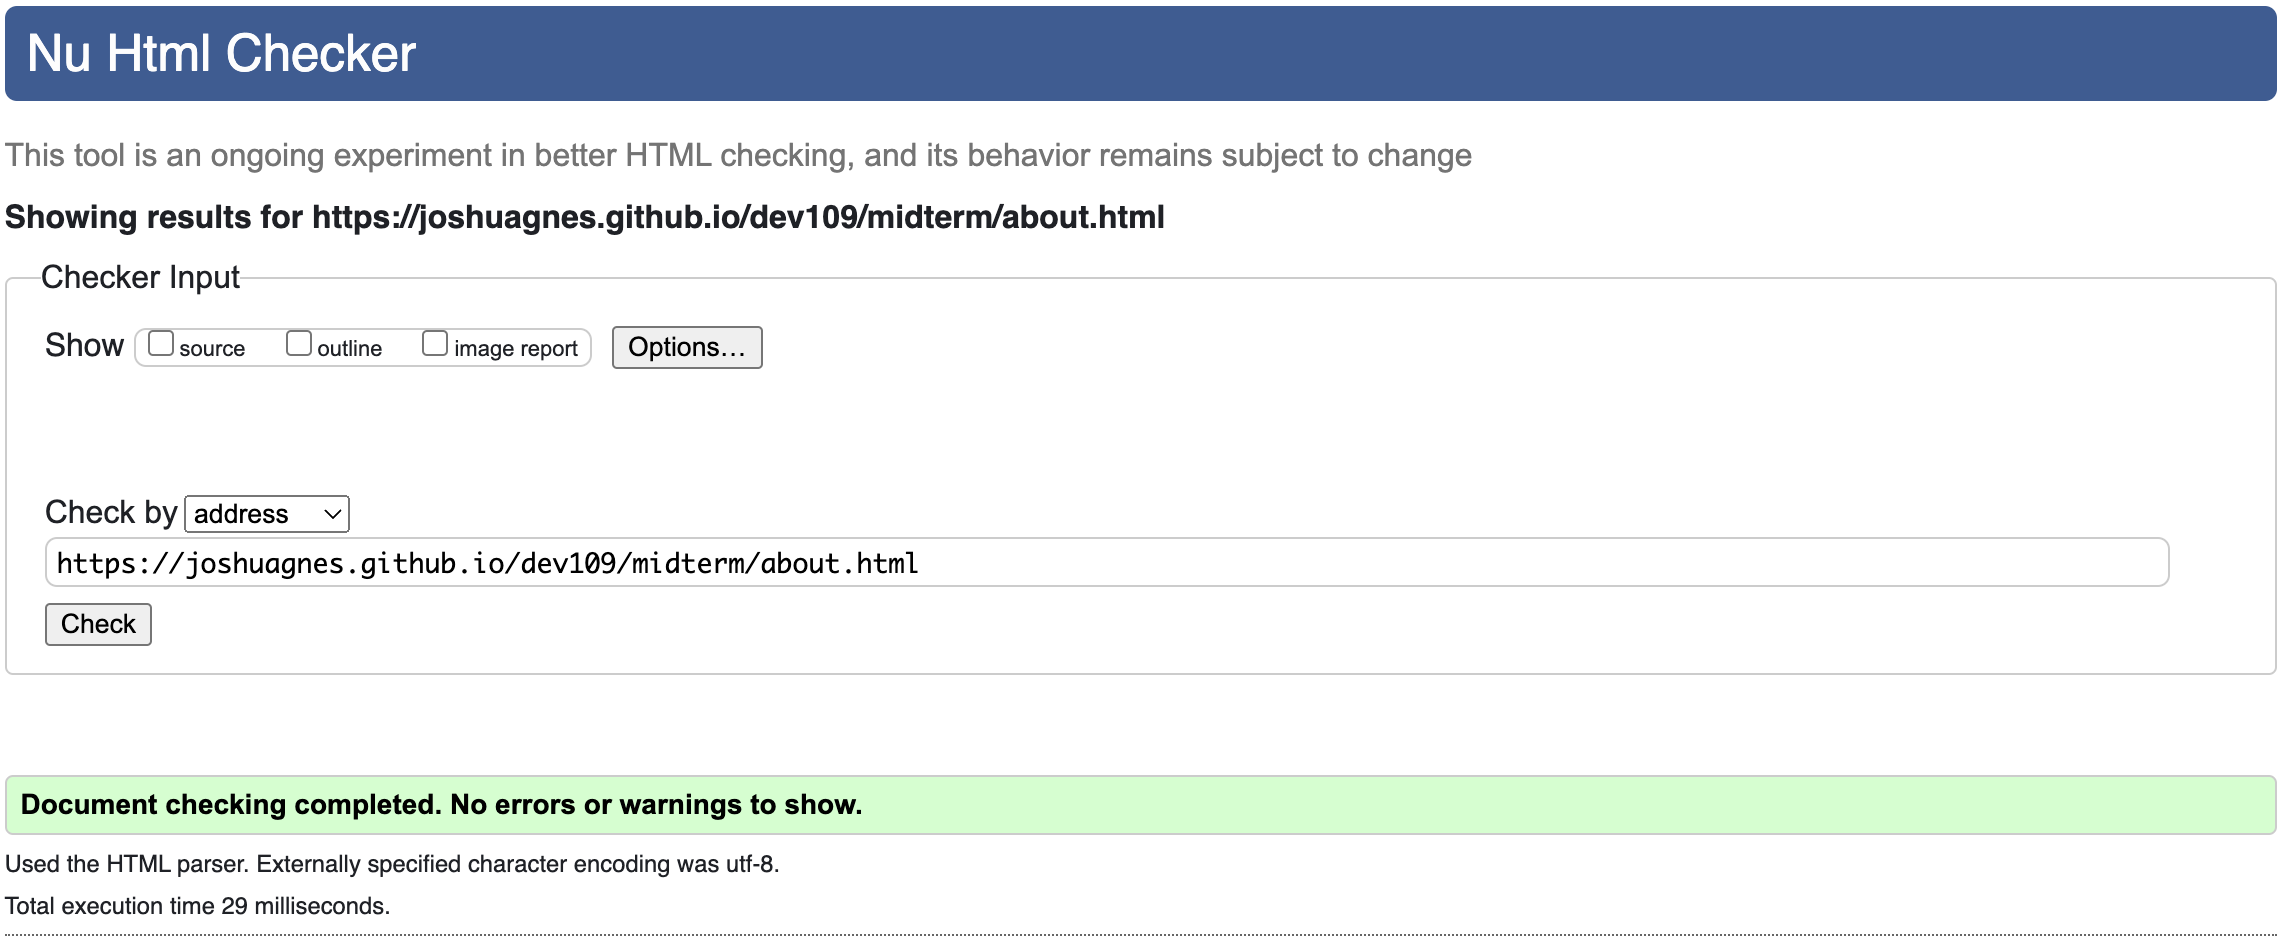 Nu Html Checker
This tool is an ongoing experiment in better HTML checking, and its behavior remains subject to change
Showing results for https://joshuagnes.github.io/dev109/midterm/about.html
Checker Input
Show source outline image report Options…
Check by address
https://joshuagnes.github.io/dev109/midterm/about.html
Check
Document checking completed. No errors or warnings to show.
Used the HTML parser. Externally specified character encoding was utf-8.
Total execution time 29 milliseconds.